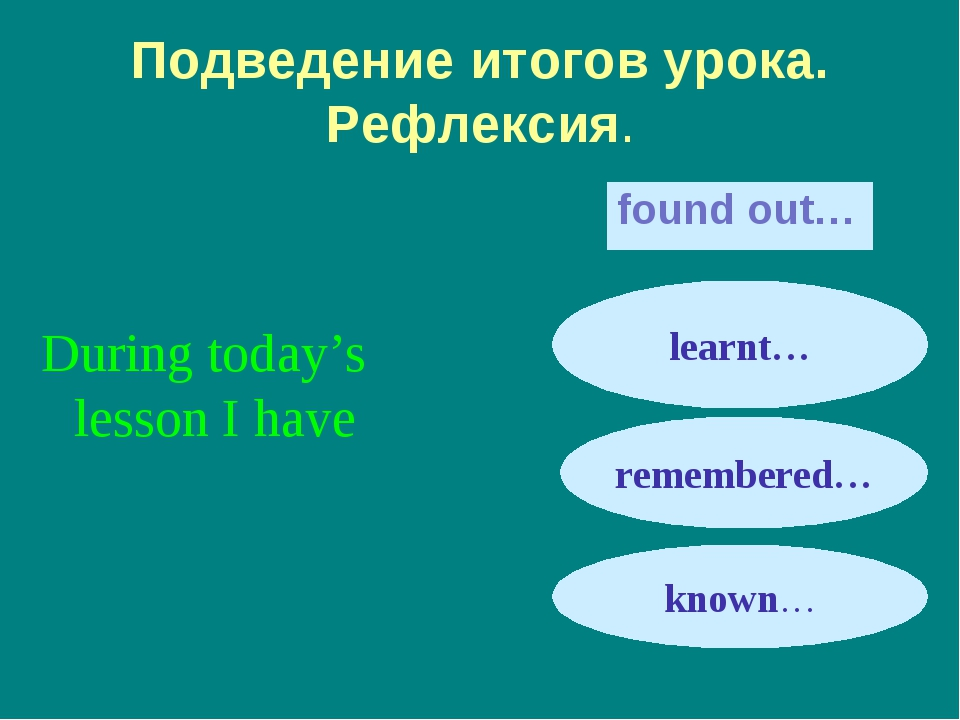 Подведение итогов урока.
Рефлексия.
found out…
During today’s
lesson I have
learnt…
remembered…
known…